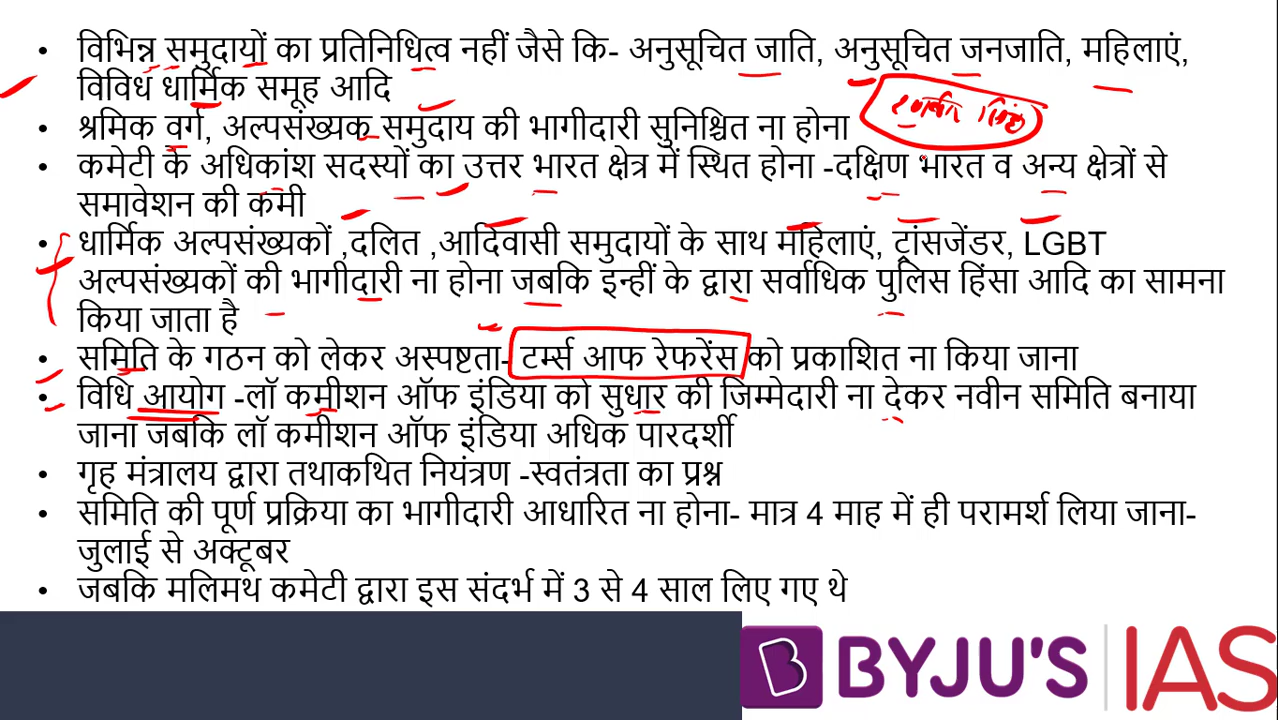 • विभिन्न समुदायों का प्रतिनिधित्व नहीं जैसे कि- अनुसूचित जाति, अनुसूचित जनजाति, महिलाएं,
विविध धार्मिक समूह आदि
• श्रमिक वर्ग, अल्पसंख्यक समुदाय की भागीदारी सुनिश्चित ना होना
• कमेटी के अधिकांश सदस्यों का उत्तर भारत क्षेत्र में स्थित होना -दक्षिण भारत व अन्य क्षेत्रों से
समावेशन की कमी
• धार्मिक अल्पसंख्यकों ,दलित ,आदिवासी समुदायों के साथ महिलाएं, ट्रांसजेंडर, LGBT
अल्पसंख्यकों की भागीदारी ना होना जबकि इन्हीं के द्वारा सर्वाधिक पुलिस हिंसा आदि का सामना
किया जाता है
• समिति के गठन को लेकर अस्पष्टता- टर्म्स आफ रेफरेंस को प्रकाशित ना किया जाना
• विधि आयोग -लॉ कमीशन ऑफ इंडिया को सुधार की जिम्मेदारी ना देकर नवीन समिति बनाया
जाना जबकि लॉ कमीशन ऑफ इंडिया अधिक पारदर्शी
• गृह मंत्रालय द्वारा तथाकथित नियंत्रण -स्वतंत्रता का प्रश्न
• समिति की पूर्ण प्रक्रिया का भागीदारी आधारित ना होना- मात्र 4 माह में ही परामर्श लिया जाना-
जुलाई से अक्टूबर
• जबकि मलिमथ कमेटी द्वारा इस संदर्भ में 3 से 4 साल लिए गए थे
BYJU'S IAS